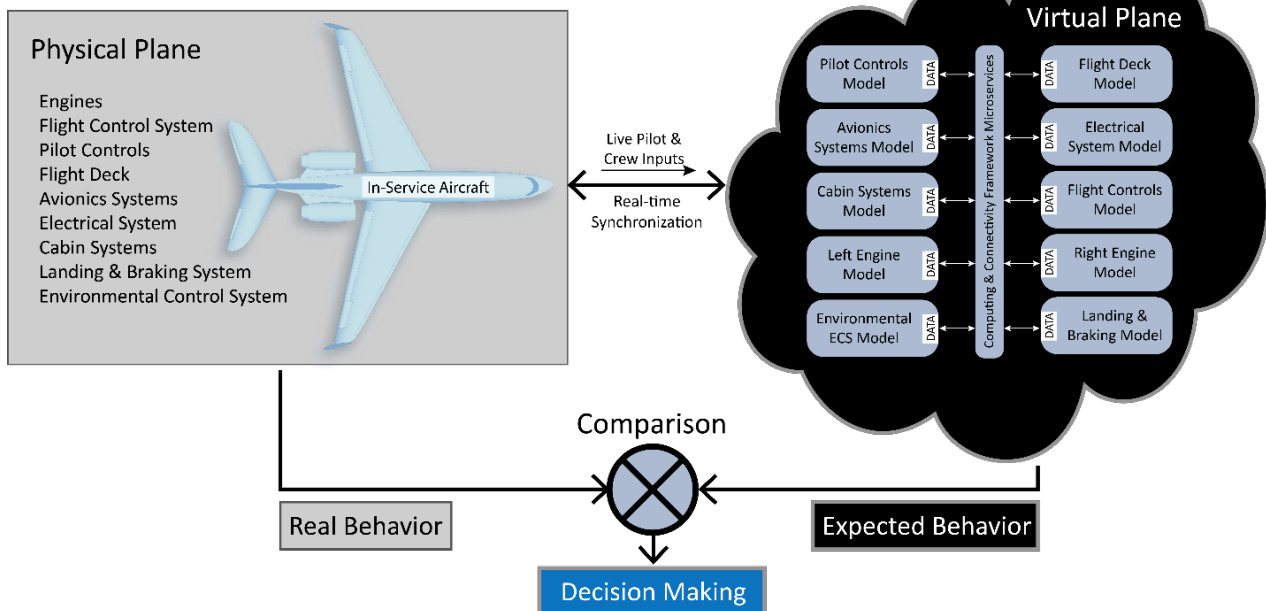 Physical Plane
Engines
Flight Control System
Pilot Controls
Flight Deck
Avionics Systems
Electrical System
Cabin Systems
Landing & Braking System
Environmental Control System
In-Service Aircraft
Live Pilot &
Crew Inputs
Real-time
Synchronization
Virtual Plane
Pilot Controls
Model
DATA
Avionics
Systems Model
DATA
Cabin Systems
Model
DATA
Left Engine
Model
DATA
Environmental
ECS Model
DATA
Computing & Connectivity Framework Microservices
DATA
Flight Deck
Model
DATA
Electrical
System Model
DATA
Flight Controls
Model
DATA
Right Engine
Model
DATA
Landing &
Braking Model
Comparison
Real Behavior
Expected Behavior
Decision Making